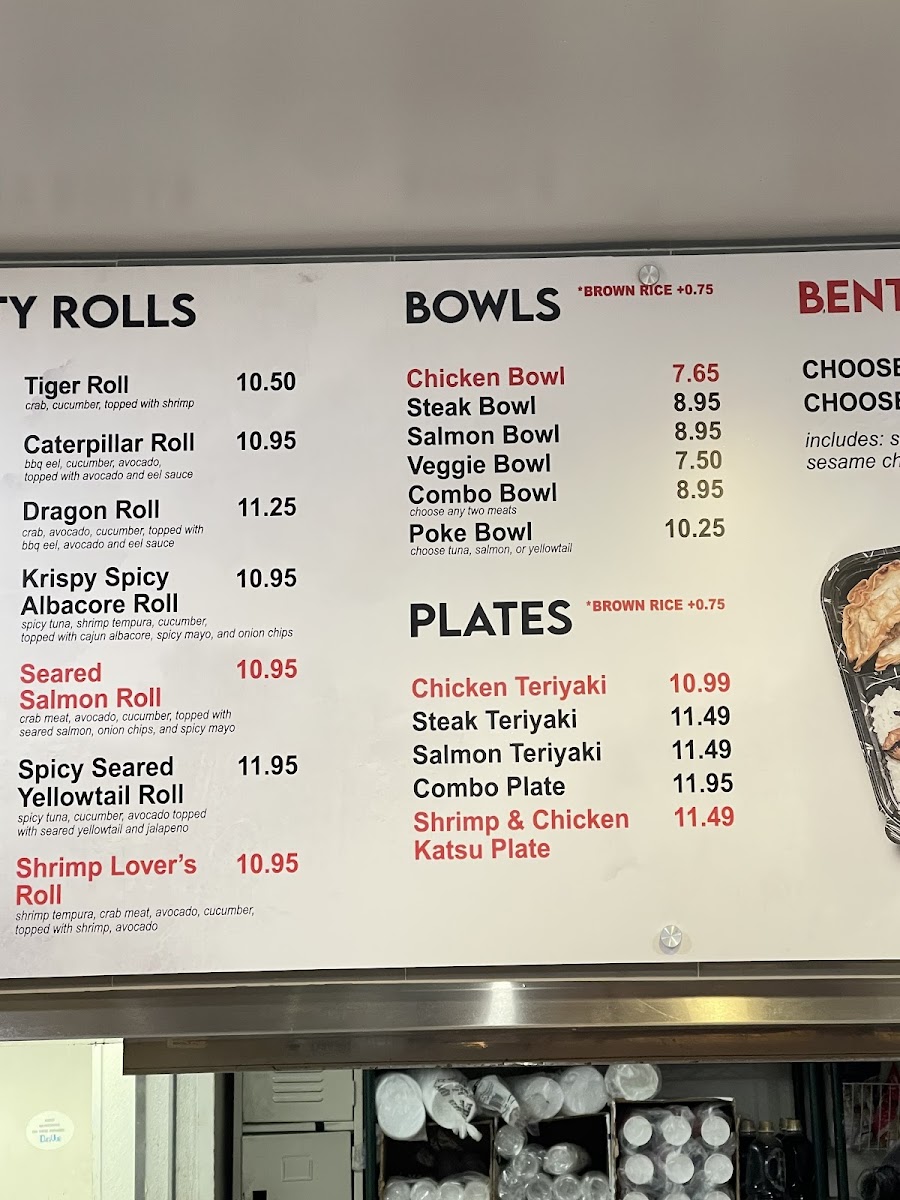 TY ROLLS
Tiger Roll 10.50
crab, cucumber, topped with shrimp
Caterpillar Roll 10.95
bbq eel, cucumber, avocado,
topped with avocado and eel sauce
Dragon Roll 11.25
crab, avocado, cucumber, topped with
bbq eel, avocado and eel sauce
Krispy Spicy 10.95
Albacore Roll
spicy tuna, shrimp tempura, cucumber,
topped with cajun albacore, spicy mayo, and onion chips
Seared 10.95
Salmon Roll
crab meat, avocado, cucumber, topped with
seared salmon, onion chips, and spicy mayo
Spicy Seared 11.95
Yellowtail Roll
spicy tuna, cucumber, avocado topped
with seared yellowtail and jalapeno
Shrimp Lover's 10.95
Roll
shrimp tempura, crab meat, avocado, cucumber,
topped with shrimp, avocado
BOWLS *BROWN RICE +0.75
Chicken Bowl 7.65
Steak Bowl 8.95
Salmon Bowl 8.95
Veggie Bowl 7.50
Combo Bowl 8.95
choose any two meats
Poke Bowl 10.25
choose tuna, salmon, or yellowtail
PLATES *BROWN RICE +0.75
Chicken Teriyaki 10.99
Steak Teriyaki 11.49
Salmon Teriyaki 11.49
Combo Plate 11.95
Shrimp & Chicken 11.49
Katsu Plate
BENT
CHOOSE
CHOOSE
includes: s
sesame ch